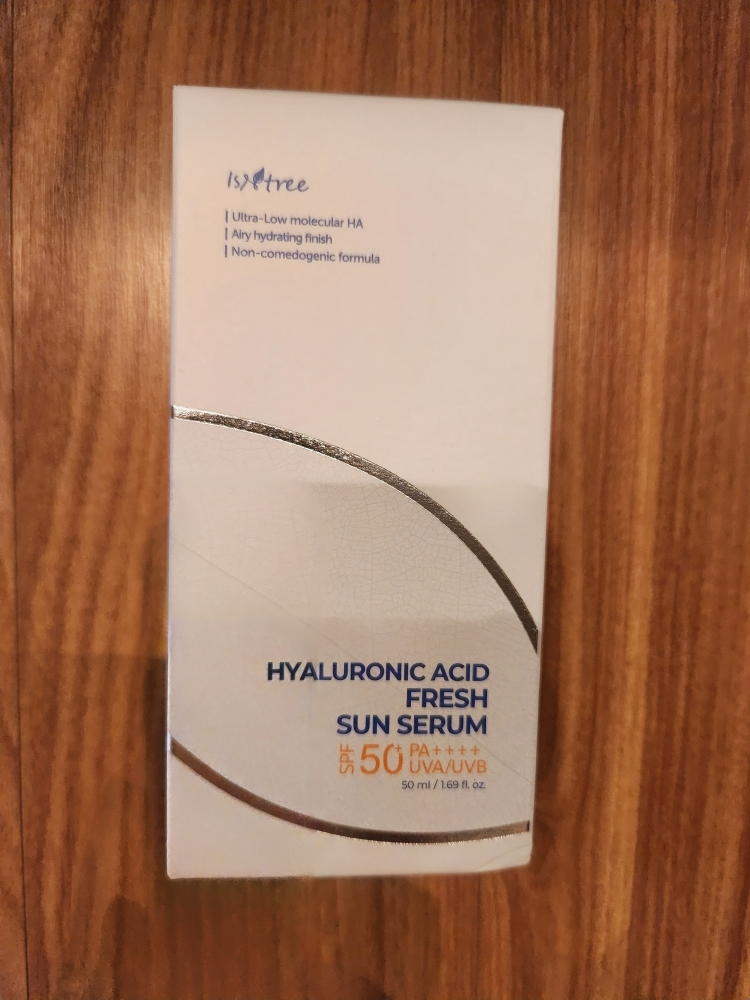 Isntree
Ultra-Low molecular HA
Airy hydrating finish
Non-comedogenic formula
HYALURONIC ACID
FRESH
SUN SERUM
SPF 50+ PA++++
UVA/UVB
50 ml / 1.69 fl. oz.